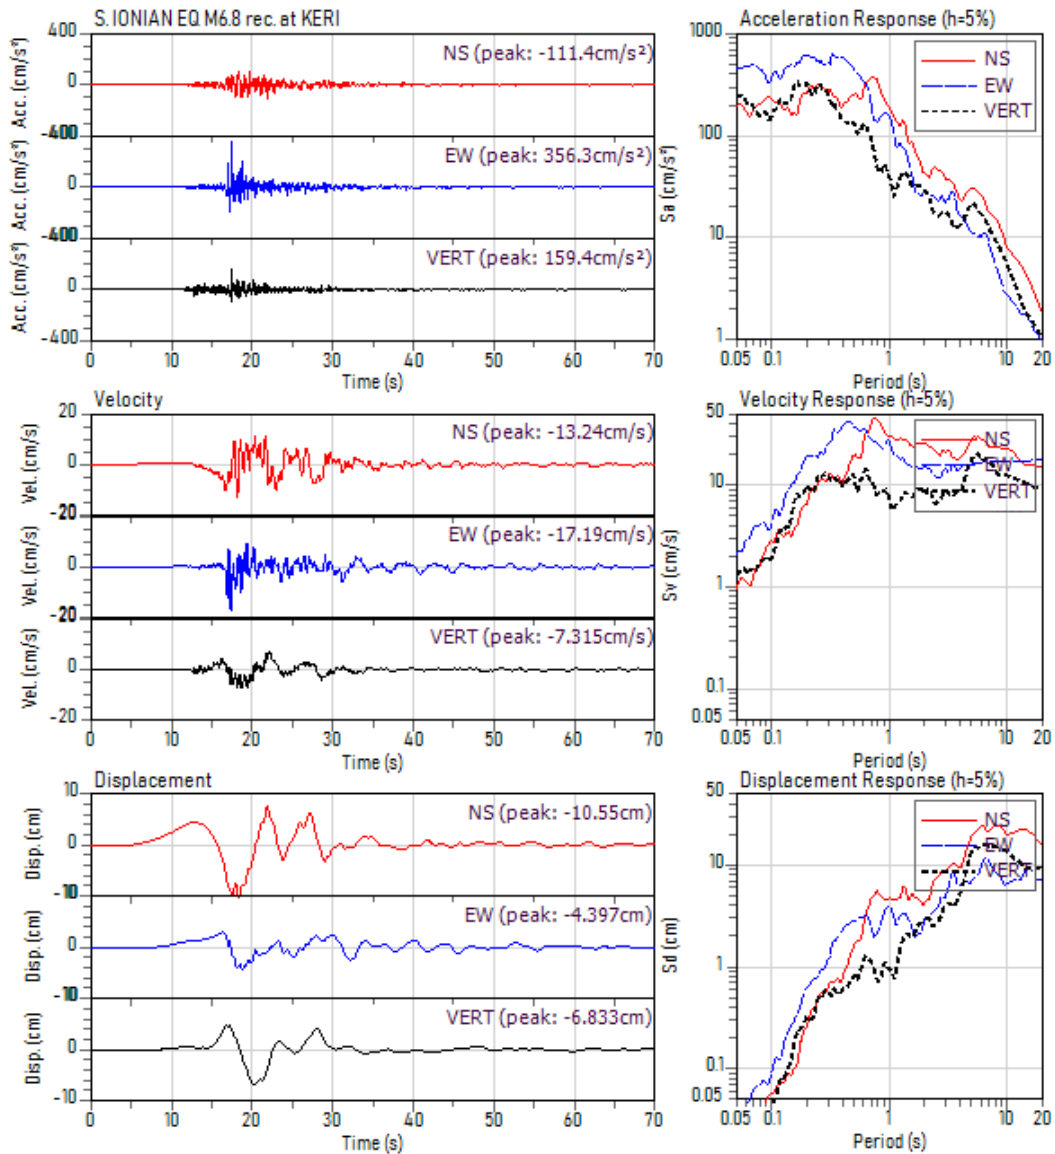 S. IONIAN EQ M6.8 rec. at KERI
Acc. (cm/s²)
400
0
-400
NS (peak: -111.4cm/s²)
Acc. (cm/s²)
400
0
-400
EW (peak: 356.3cm/s²)
Acc. (cm/s²)
400
0
-400
VERT (peak: 159.4cm/s²)
0 10 20 30 40 50 60 70
Time (s)
Acceleration Response (h=5%)
Sa (cm/s²)
1000
100
10
1
NS
EW
VERT
0.05 0.1 1 10 20
Period (s)
Velocity
Vel. (cm/s)
20
0
-20
NS (peak: -13.24cm/s)
Vel. (cm/s)
20
0
-20
EW (peak: -17.19cm/s)
Vel. (cm/s)
20
0
-20
VERT (peak: -7.315cm/s)
0 10 20 30 40 50 60 70
Time (s)
Velocity Response (h=5%)
Sv (cm/s)
50
10
1
0.1
0.05
NS
EW
VERT
0.05 0.1 1 10 20
Period (s)
Displacement
Disp. (cm)
10
0
-10
NS (peak: -10.55cm)
Disp. (cm)
10
0
-10
EW (peak: -4.397cm)
Disp. (cm)
10
0
-10
VERT (peak: -6.833cm)
0 10 20 30 40 50 60 70
Time (s)
Displacement Response (h=5%)
Sd (cm)
50
10
1
0.1
0.05
NS
EW
VERT
0.05 0.1 1 10 20
Period (s)